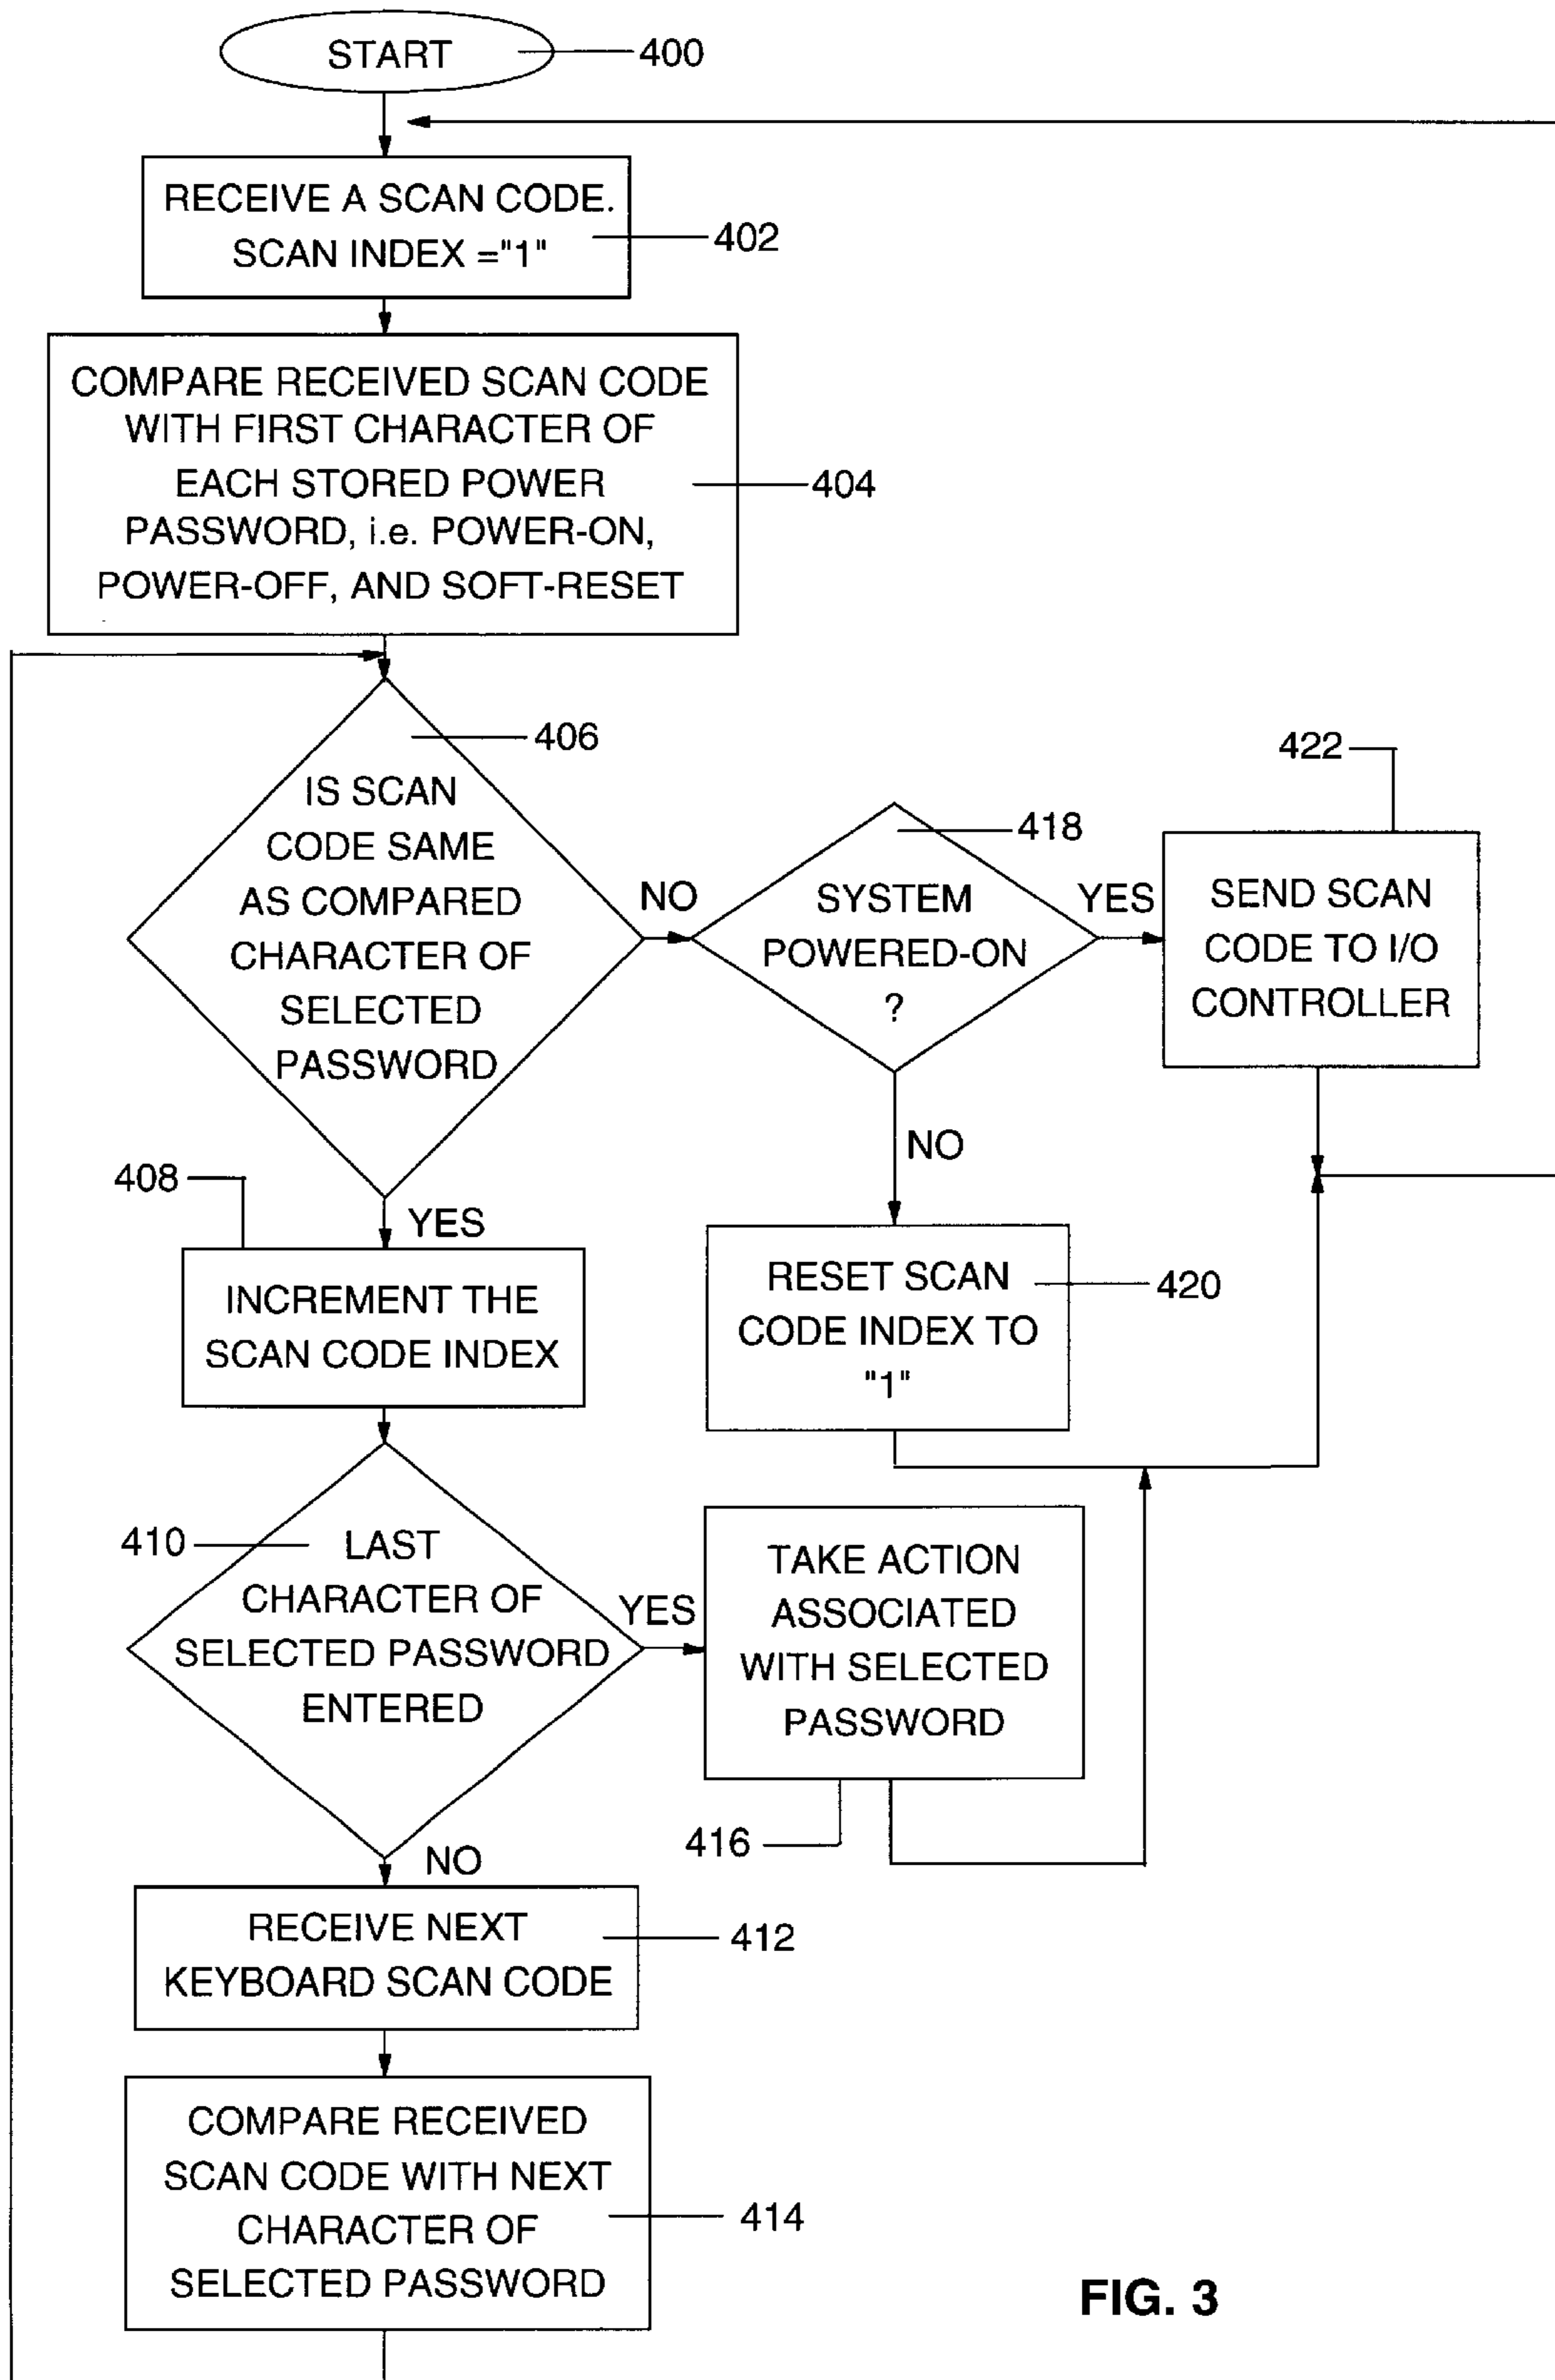 START
400
RECEIVE A SCAN CODE.
SCAN INDEX ="1"
402
COMPARE RECEIVED SCAN CODE
WITH FIRST CHARACTER OF
EACH STORED POWER
PASSWORD, i.e. POWER-ON,
POWER-OFF, AND SOFT-RESET
404
406
IS SCAN
CODE SAME
AS COMPARED
CHARACTER OF
SELECTED
PASSWORD
NO
418
SYSTEM
POWERED-ON
?
YES
422
SEND SCAN
CODE TO I/O
CONTROLLER
NO
408
YES
INCREMENT THE
SCAN CODE INDEX
RESET SCAN
CODE INDEX TO
"1"
420
410
LAST
CHARACTER OF
SELECTED PASSWORD
ENTERED
YES
TAKE ACTION
ASSOCIATED
WITH SELECTED
PASSWORD
416
NO
RECEIVE NEXT
KEYBOARD SCAN CODE
412
COMPARE RECEIVED
SCAN CODE WITH NEXT
CHARACTER OF
SELECTED PASSWORD
414
FIG. 3